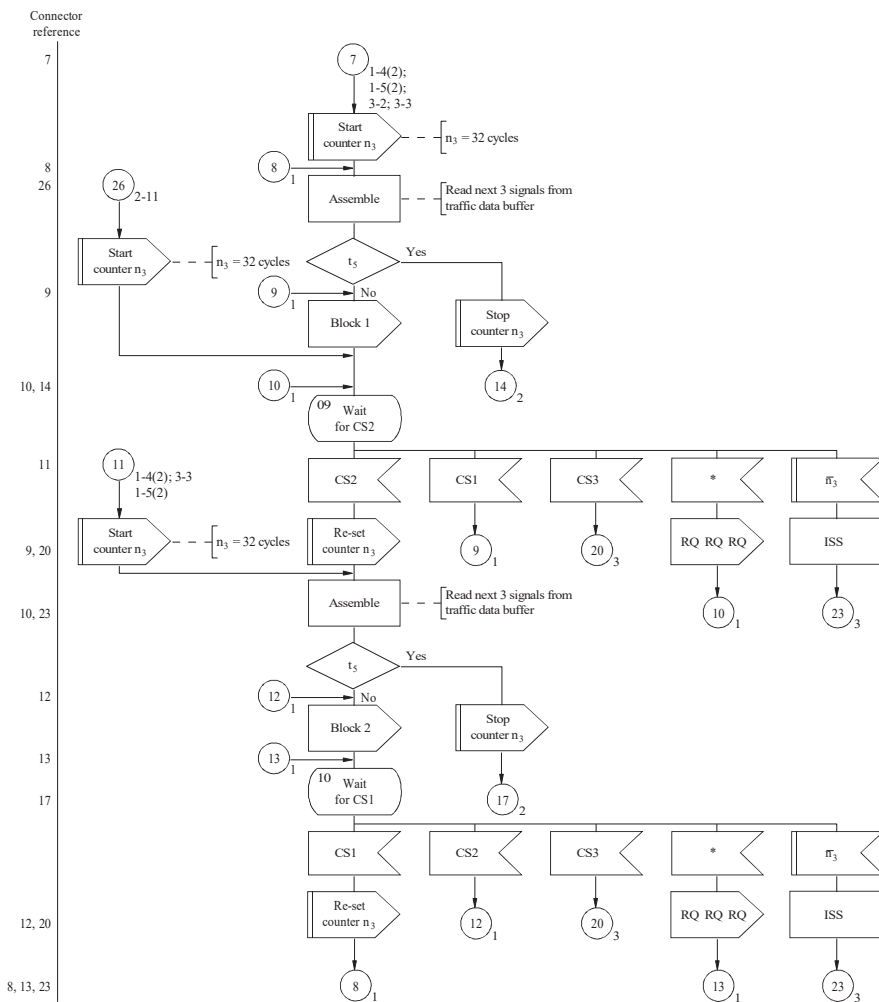 Connector
reference
7
7
1-4(2);
1-5(2);
3-2; 3-3
Start
counter n3
n3 = 32 cycles
8
8
1
26
26
2-11
Assemble
Read next 3 signals from
traffic data buffer
Start
counter n3
n3 = 32 cycles
t5
Yes
9
9
1
No
Block 1
Stop
counter n3
10, 14
10
1
14
2
09
Wait
for CS2
11
11
1-4(2); 3-3
1-5(2)
CS2
CS1
CS3
*
n̅3
9, 20
Start
counter n3
n3 = 32 cycles
Re-set
counter n3
9
1
20
3
RQ RQ RQ
ISS
10, 23
Assemble
Read next 3 signals from
traffic data buffer
10
1
23
3
t5
Yes
12
12
1
No
Block 2
Stop
counter n3
13
13
1
17
10
Wait
for CS1
17
2
CS1
CS2
CS3
*
n̅3
12, 20
Re-set
counter n3
12
1
20
3
RQ RQ RQ
ISS
8, 13, 23
8
1
13
1
23
3